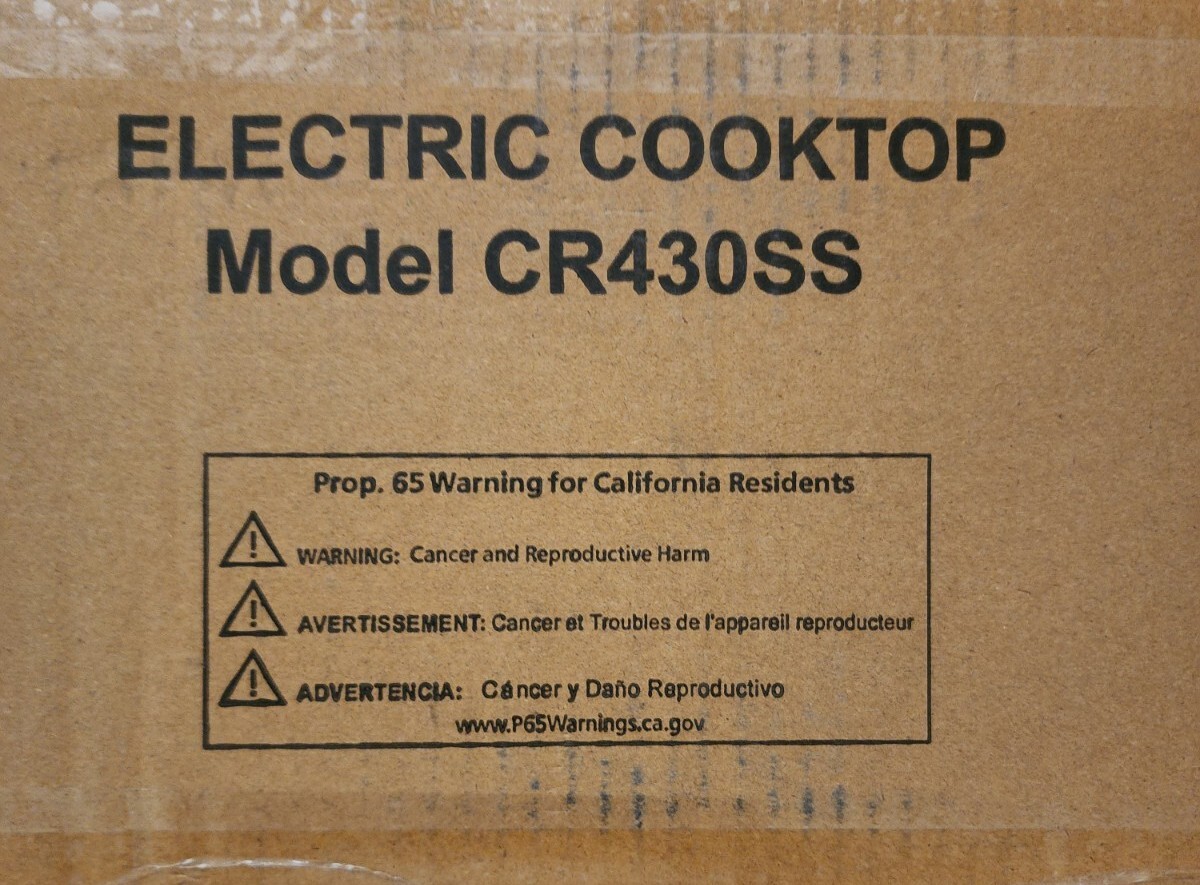 ELECTRIC COOKTOP
Model CR430SS
Prop. 65 Warning for California Residents
WARNING: Cancer and Reproductive Harm
AVERTISSEMENT: Cancer et Troubles de l'appareil reproducteur
ADVERTENCIA: Cáncer y Daño Reproductivo
www.P65Warnings.ca.gov